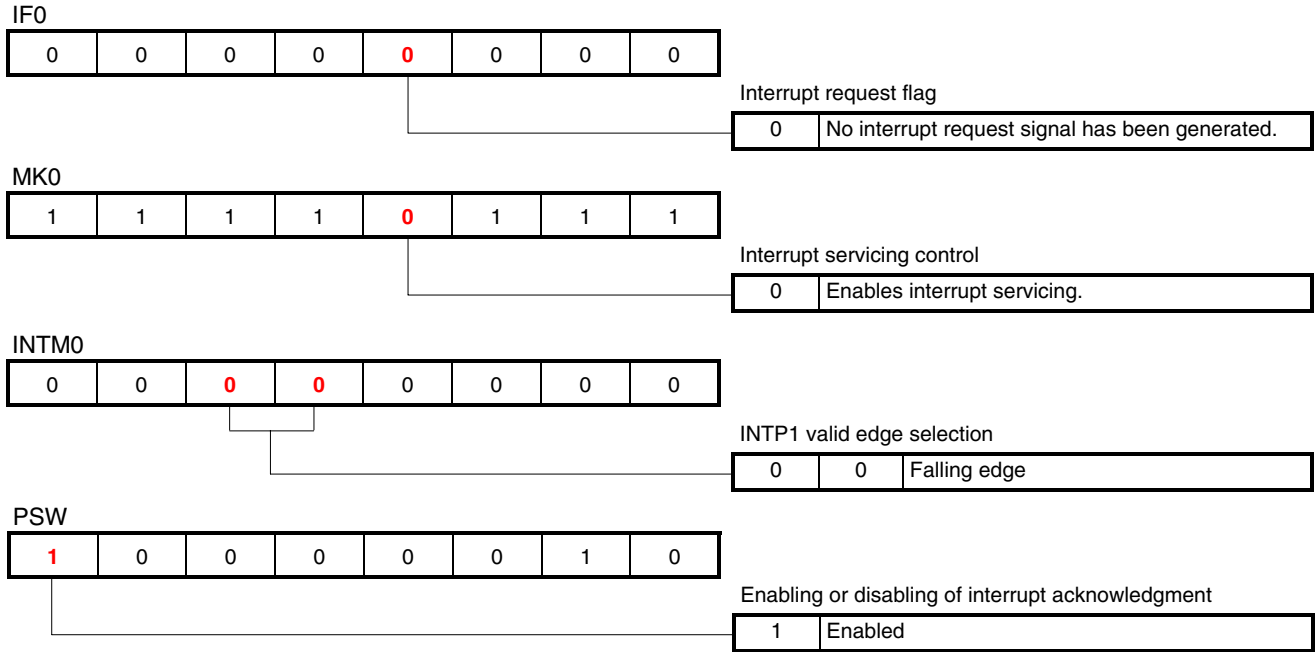 IF0
0 0 0 0 0 0 0 0
Interrupt request flag
0 No interrupt request signal has been generated.
MK0
1 1 1 1 0 1 1 1
Interrupt servicing control
0 Enables interrupt servicing.
INTM0
0 0 0 0 0 0 0 0
INTP1 valid edge selection
0 0 Falling edge
PSW
1 0 0 0 0 0 1 0
Enabling or disabling of interrupt acknowledgment
1 Enabled